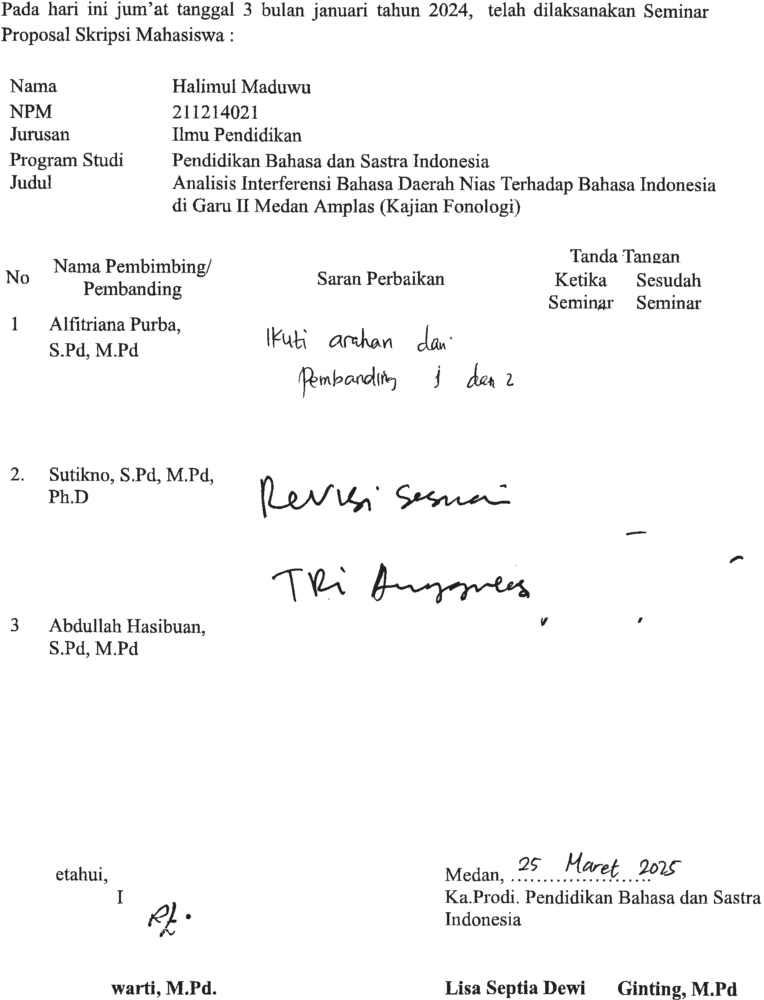 Pada hari ini jum'at tanggal 3 bulan januari tahun 2024, telah dilaksanakan Seminar
Proposal Skripsi Mahasiswa :
Nama Halimul Maduwu
NPM 211214021
Jurusan Ilmu Pendidikan
Program Studi Pendidikan Bahasa dan Sastra Indonesia
Judul Analisis Interferensi Bahasa Daerah Nias Terhadap Bahasa Indonesia
di Garu II Medan Amplas (Kajian Fonologi)
No Nama Pembimbing/
Pembanding
Saran Perbaikan
Tanda Tangan
Ketika Sesudah
Seminar Seminar
1 Alfitriana Purba,
S.Pd, M.Pd
Ikuti arahan dari
Pembanding 1 dan 2
2. Sutikno, S.Pd, M.Pd,
Ph.D
Revisi sesuai
TRi
3 Abdullah Hasibuan,
S.Pd, M.Pd
etahui,
I
Medan, 25 Maret 2025
Ka.Prodi. Pendidikan Bahasa dan Sastra
Indonesia
warti, M.Pd.
Lisa Septia Dewi Ginting, M.Pd